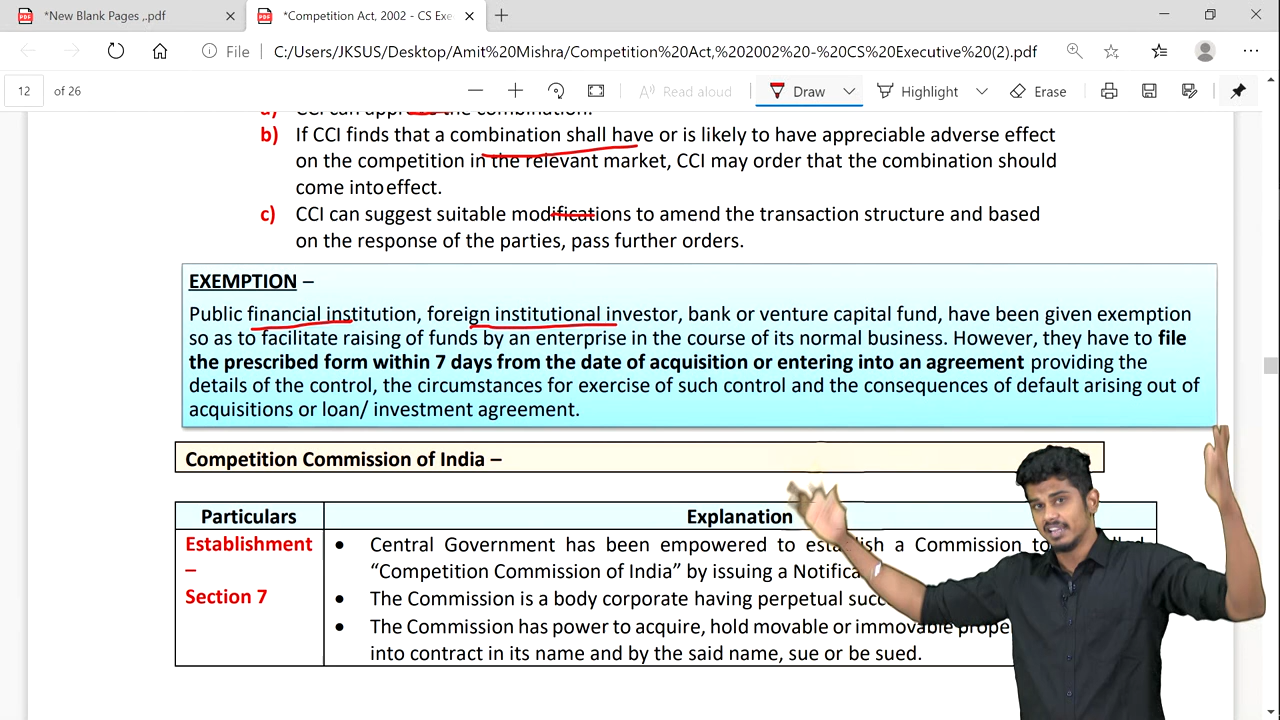 *New Blank Pages ,.pdf
*Competition Act, 2002 - CS Exe
File C:/Users/JKSUS/Desktop/Amit%20Mishra/Competition%20Act,%202002%20-%20CS%20Executive%20(2).pdf
12 of 26 Read aloud Draw Highlight Erase
a) CCI can approve the combination.
b) If CCI finds that a combination shall have or is likely to have appreciable adverse effect
on the competition in the relevant market, CCI may order that the combination should
come into effect.
c) CCI can suggest suitable modifications to amend the transaction structure and based
on the response of the parties, pass further orders.
EXEMPTION –
Public financial institution, foreign institutional investor, bank or venture capital fund, have been given exemption
so as to facilitate raising of funds by an enterprise in the course of its normal business. However, they have to file
the prescribed form within 7 days from the date of acquisition or entering into an agreement providing the
details of the control, the circumstances for exercise of such control and the consequences of default arising out of
acquisitions or loan/ investment agreement.
Competition Commission of India –
Particulars Explanation
Establishment
–
Section 7
• Central Government has been empowered to establish a Commission to
“Competition Commission of India” by issuing a
• The Commission is a body corporate having perpetual
• The Commission has power to acquire, hold movable or immovable
into contract in its name and by the said name, sue or be sued.